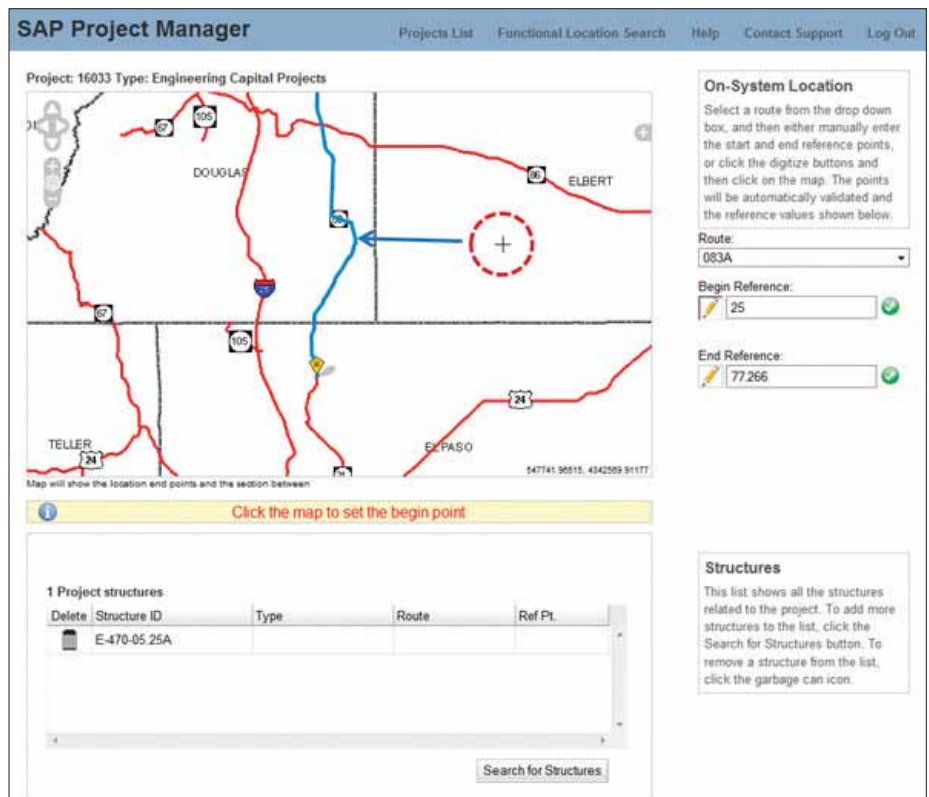 SAP Project Manager
Projects List Functional Location Search Help Contact Support Log Out
Project: 16033 Type: Engineering Capital Projects
67
105
DOUGLAS
86
ELBERT
25
67
105
24
TELLER
24
ELPASO
547741.96615, 4342569.91177
Map will show the location end points and the section between
Click the map to set the begin point
1 Project structures
Delete Structure ID Type Route Ref Pt.
E-470-05.25A
Search for Structures
On-System Location
Select a route from the drop down
box, and then either manually enter
the start and end reference points,
or click the digitize buttons and
then click on the map. The points
will be automatically validated and
the reference values shown below.
Route:
083A
Begin Reference:
25
End Reference:
77.266
Structures
This list shows all the structures
related to the project. To add more
structures to the list, click the
Search for Structures button. To
remove a structure from the list,
click the garbage can icon.